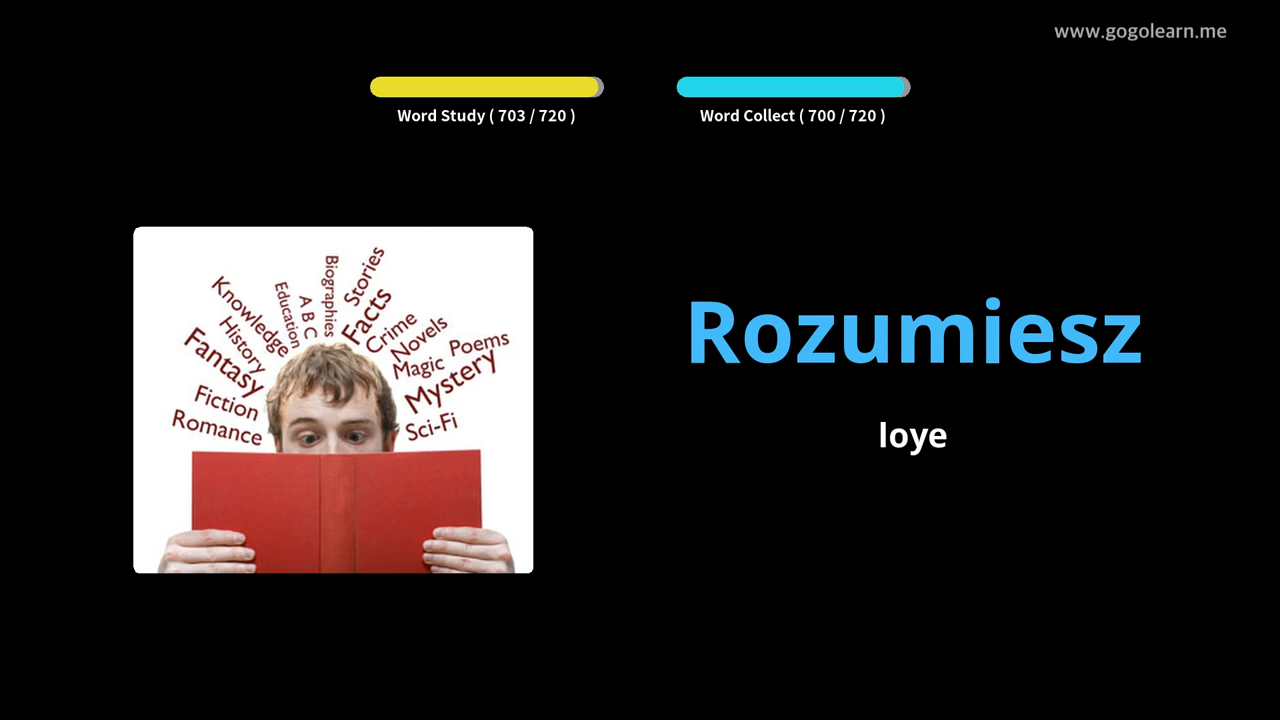 www.gogolearn.me
Word Study ( 703 / 720 )
Word Collect ( 700 / 720 )
Biographies
Stories
Education
A B C
Facts
Knowledge
Crime
History
Novels
Fantasy
Magic
Poems
Mystery
Fiction
Romance
Sci-Fi
Rozumiesz
loye